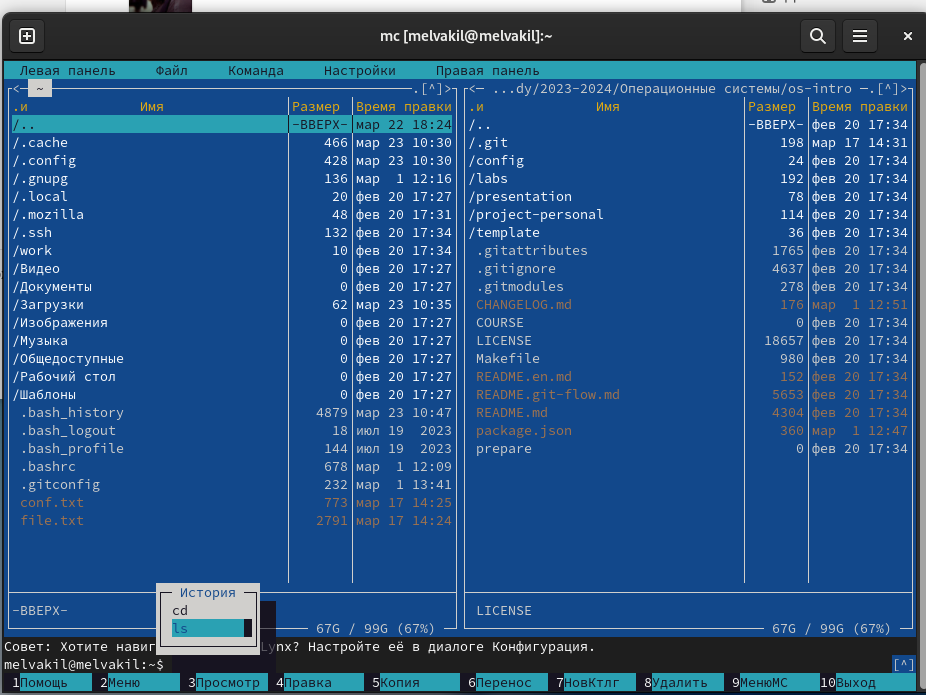 mc [melvakil@melvakil]:~
Левая панель Файл Команда Настройки Правая панель
<— ~ .[^]> <— ...dy/2023-2024/Операционные системы/os-intro —.[^]>
.и Имя Размер Время правки .и Имя Размер Время правки
/.. -ВВЕРХ- мар 22 18:24 /.. -ВВЕРХ- фев 20 17:34
/.cache 466 мар 23 10:30 /.git 198 мар 17 14:31
/.config 428 мар 23 10:30 /config 24 фев 20 17:34
/.gnupg 136 мар 1 12:16 /labs 192 фев 20 17:34
/.local 20 фев 20 17:27 /presentation 78 фев 20 17:34
/.mozilla 48 фев 20 17:31 /project-personal 114 фев 20 17:34
/.ssh 132 фев 20 17:34 /template 36 фев 20 17:34
/work 10 фев 20 17:34 .gitattributes 1765 фев 20 17:34
/Видео 0 фев 20 17:27 .gitignore 4637 фев 20 17:34
/Документы 0 фев 20 17:27 .gitmodules 278 фев 20 17:34
/Загрузки 62 мар 23 10:35 CHANGELOG.md 176 мар 1 12:51
/Изображения 0 фев 20 17:27 COURSE 0 фев 20 17:34
/Музыка 0 фев 20 17:27 LICENSE 18657 фев 20 17:34
/Общедоступные 0 фев 20 17:27 Makefile 980 фев 20 17:34
/Рабочий стол 0 фев 20 17:27 README.en.md 152 фев 20 17:34
/Шаблоны 0 фев 20 17:27 README.git-flow.md 5653 фев 20 17:34
.bash_history 4879 мар 23 10:47 README.md 4304 фев 20 17:34
.bash_logout 18 июл 19 2023 package.json 360 мар 1 12:47
.bash_profile 144 июл 19 2023 prepare 0 фев 20 17:34
.bashrc 678 мар 1 12:09
.gitconfig 232 мар 1 13:41
conf.txt 773 мар 17 14:25
file.txt 2791 мар 17 14:24
История
-ВВЕРХ- cd LICENSE
ls 67G / 99G (67%) 67G / 99G (67%)
Совет: Хотите навиг Lynx? Настройте её в диалоге Конфигурация.
melvakil@melvakil:~$ [^]
1Помощь 2Меню 3Просмотр 4Правка 5Копия 6Перенос 7НовКтлг 8Удалить 9МенюMC 10Выход